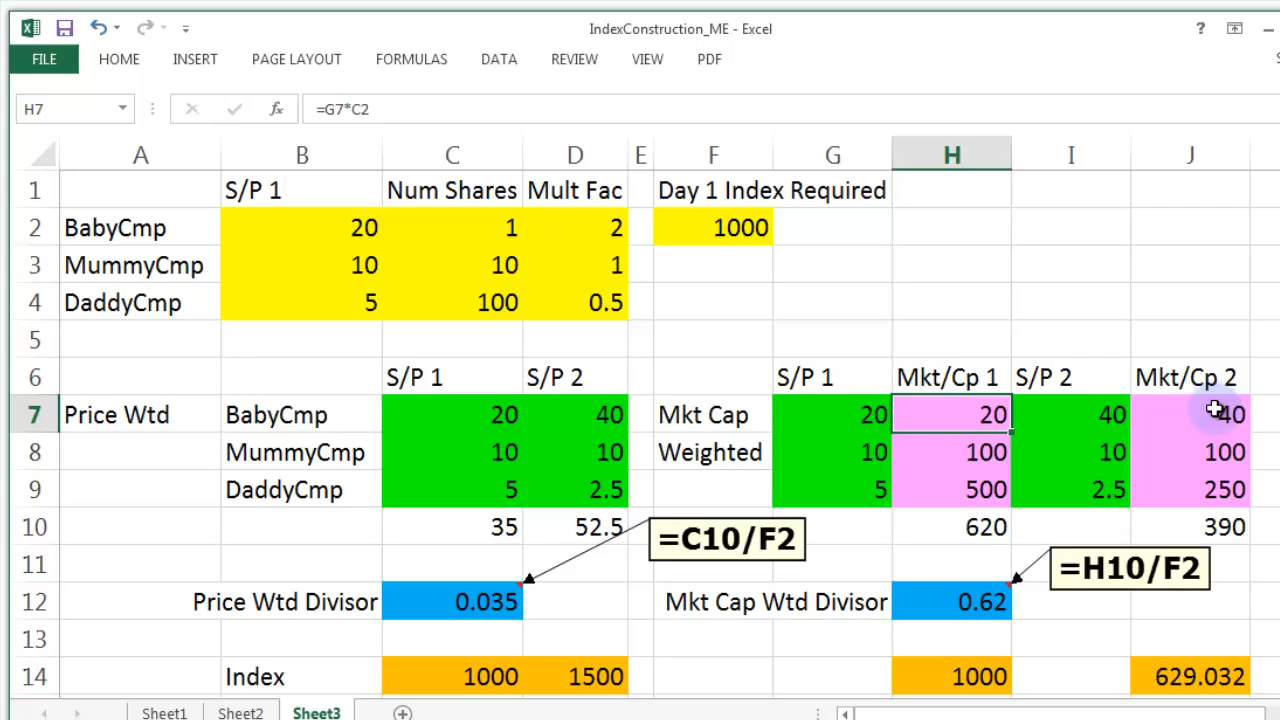 IndexConstruction_ME - Excel
?
FILE HOME INSERT PAGE LAYOUT FORMULAS DATA REVIEW VIEW PDF
H7 fx =G7*C2
A B C D E F G H I J
1 S/P 1 Num Shares Mult Fac Day 1 Index Required
2 BabyCmp 20 1 2 1000
3 MummyCmp 10 10 1
4 DaddyCmp 5 100 0.5
5
6 S/P 1 S/P 2 S/P 1 Mkt/Cp 1 S/P 2 Mkt/Cp 2
7 Price Wtd BabyCmp 20 40 Mkt Cap 20 20 40 40
8 MummyCmp 10 10 Weighted 10 100 10 100
9 DaddyCmp 5 2.5 5 500 2.5 250
10 35 52.5 620 390
=C10/F2
=H10/F2
11
12 Price Wtd Divisor 0.035 Mkt Cap Wtd Divisor 0.62
13
14 Index 1000 1500 1000 629.032
Sheet1 Sheet2 Sheet3